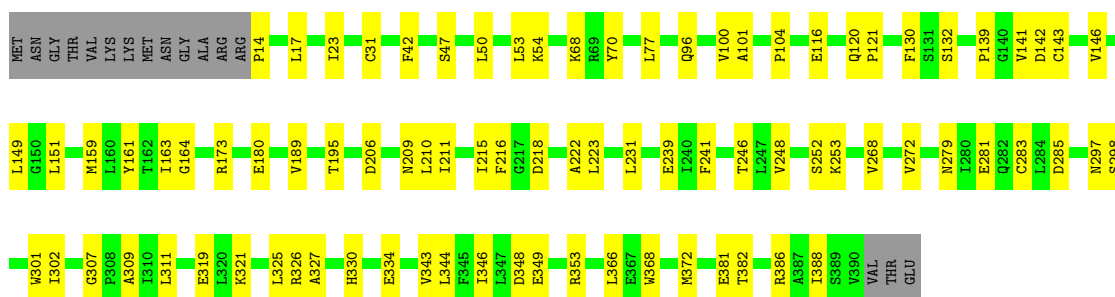 MET ASN GLY THR VAL LYS LYS MET ASN GLY ALA ARG ARG P14 L17 I23 C31 F42 S47 L50 L53 K54 K68 R69 Y70 L77 Q96 V100 A101 P104 E116 Q120 P121 F130 S131 S132 P139 G140 V141 D142 C143 V146
L149 G150 L151 M159 L160 Y161 T162 I163 G164 R173 E180 V189 T195 D206 N209 L210 I211 I215 F216 G217 D218 A222 L223 L231 E239 I240 F241 T246 L247 V248 S252 K253 V268 V272 N279 I280 E281 Q282 C283 L284 D285 N297 S298
W301 I302 G307 P308 A309 I310 L311 E319 L320 K321 L325 R326 A327 H330 E334 V343 L344 F345 I346 L347 D348 E349 R353 L366 E367 W368 M372 E381 T382 R386 A387 I388 S389 V390 VAL THR GLU